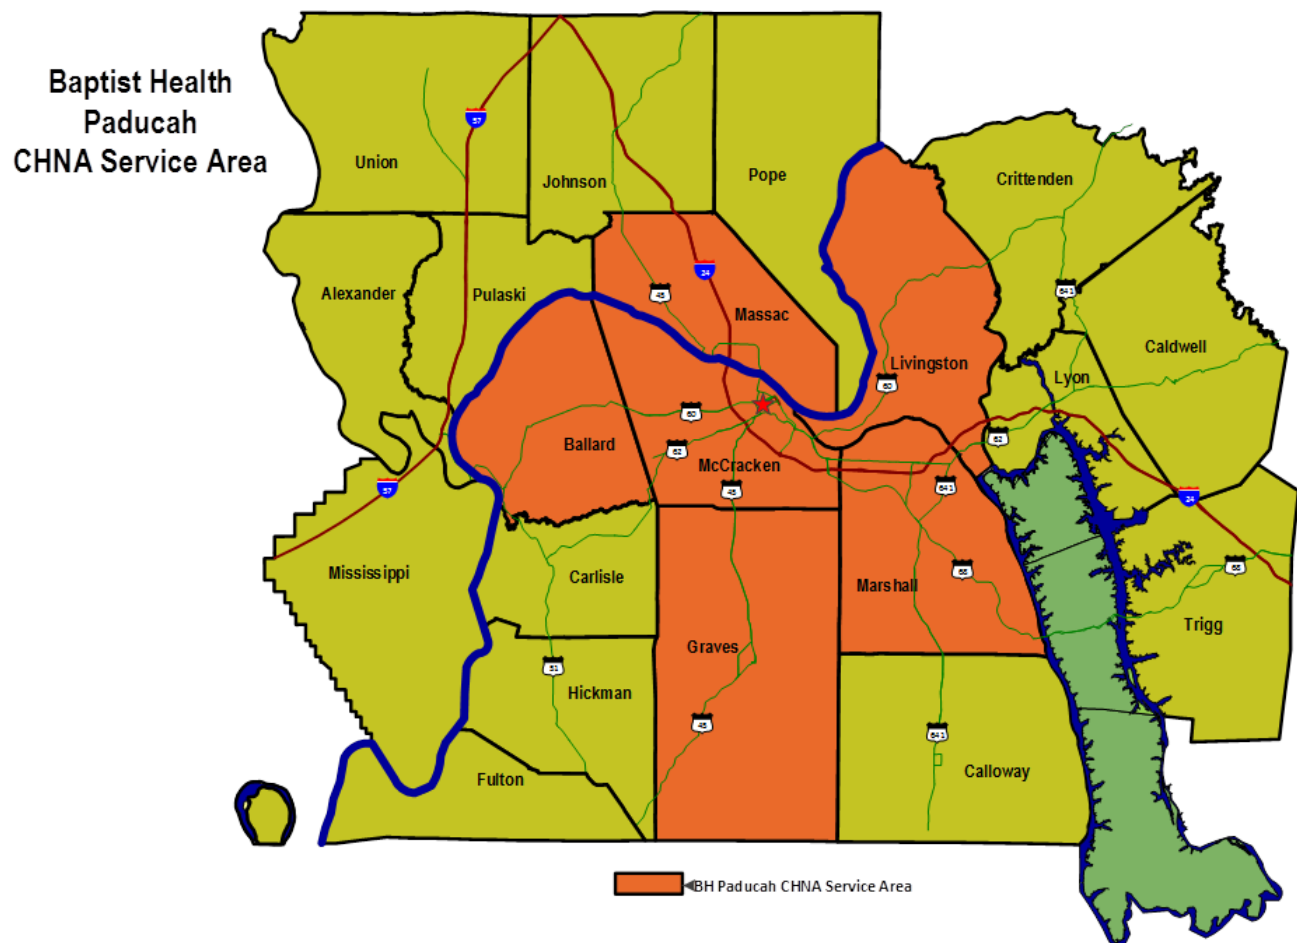 Baptist Health
Paducah
CHNA Service Area
57
Union
Johnson
Pope
Crittenden
Alexander
Pulaski
45
24
Massac
641
Caldwell
Livingston
Lyon
60
60
Ballard
62
McCracken
62
45
641
57
24
Mississippi
Carlisle
Marshall
68
68
Trigg
Graves
51
Hickman
45
641
Calloway
Fulton
BH Paducah CHNA Service Area